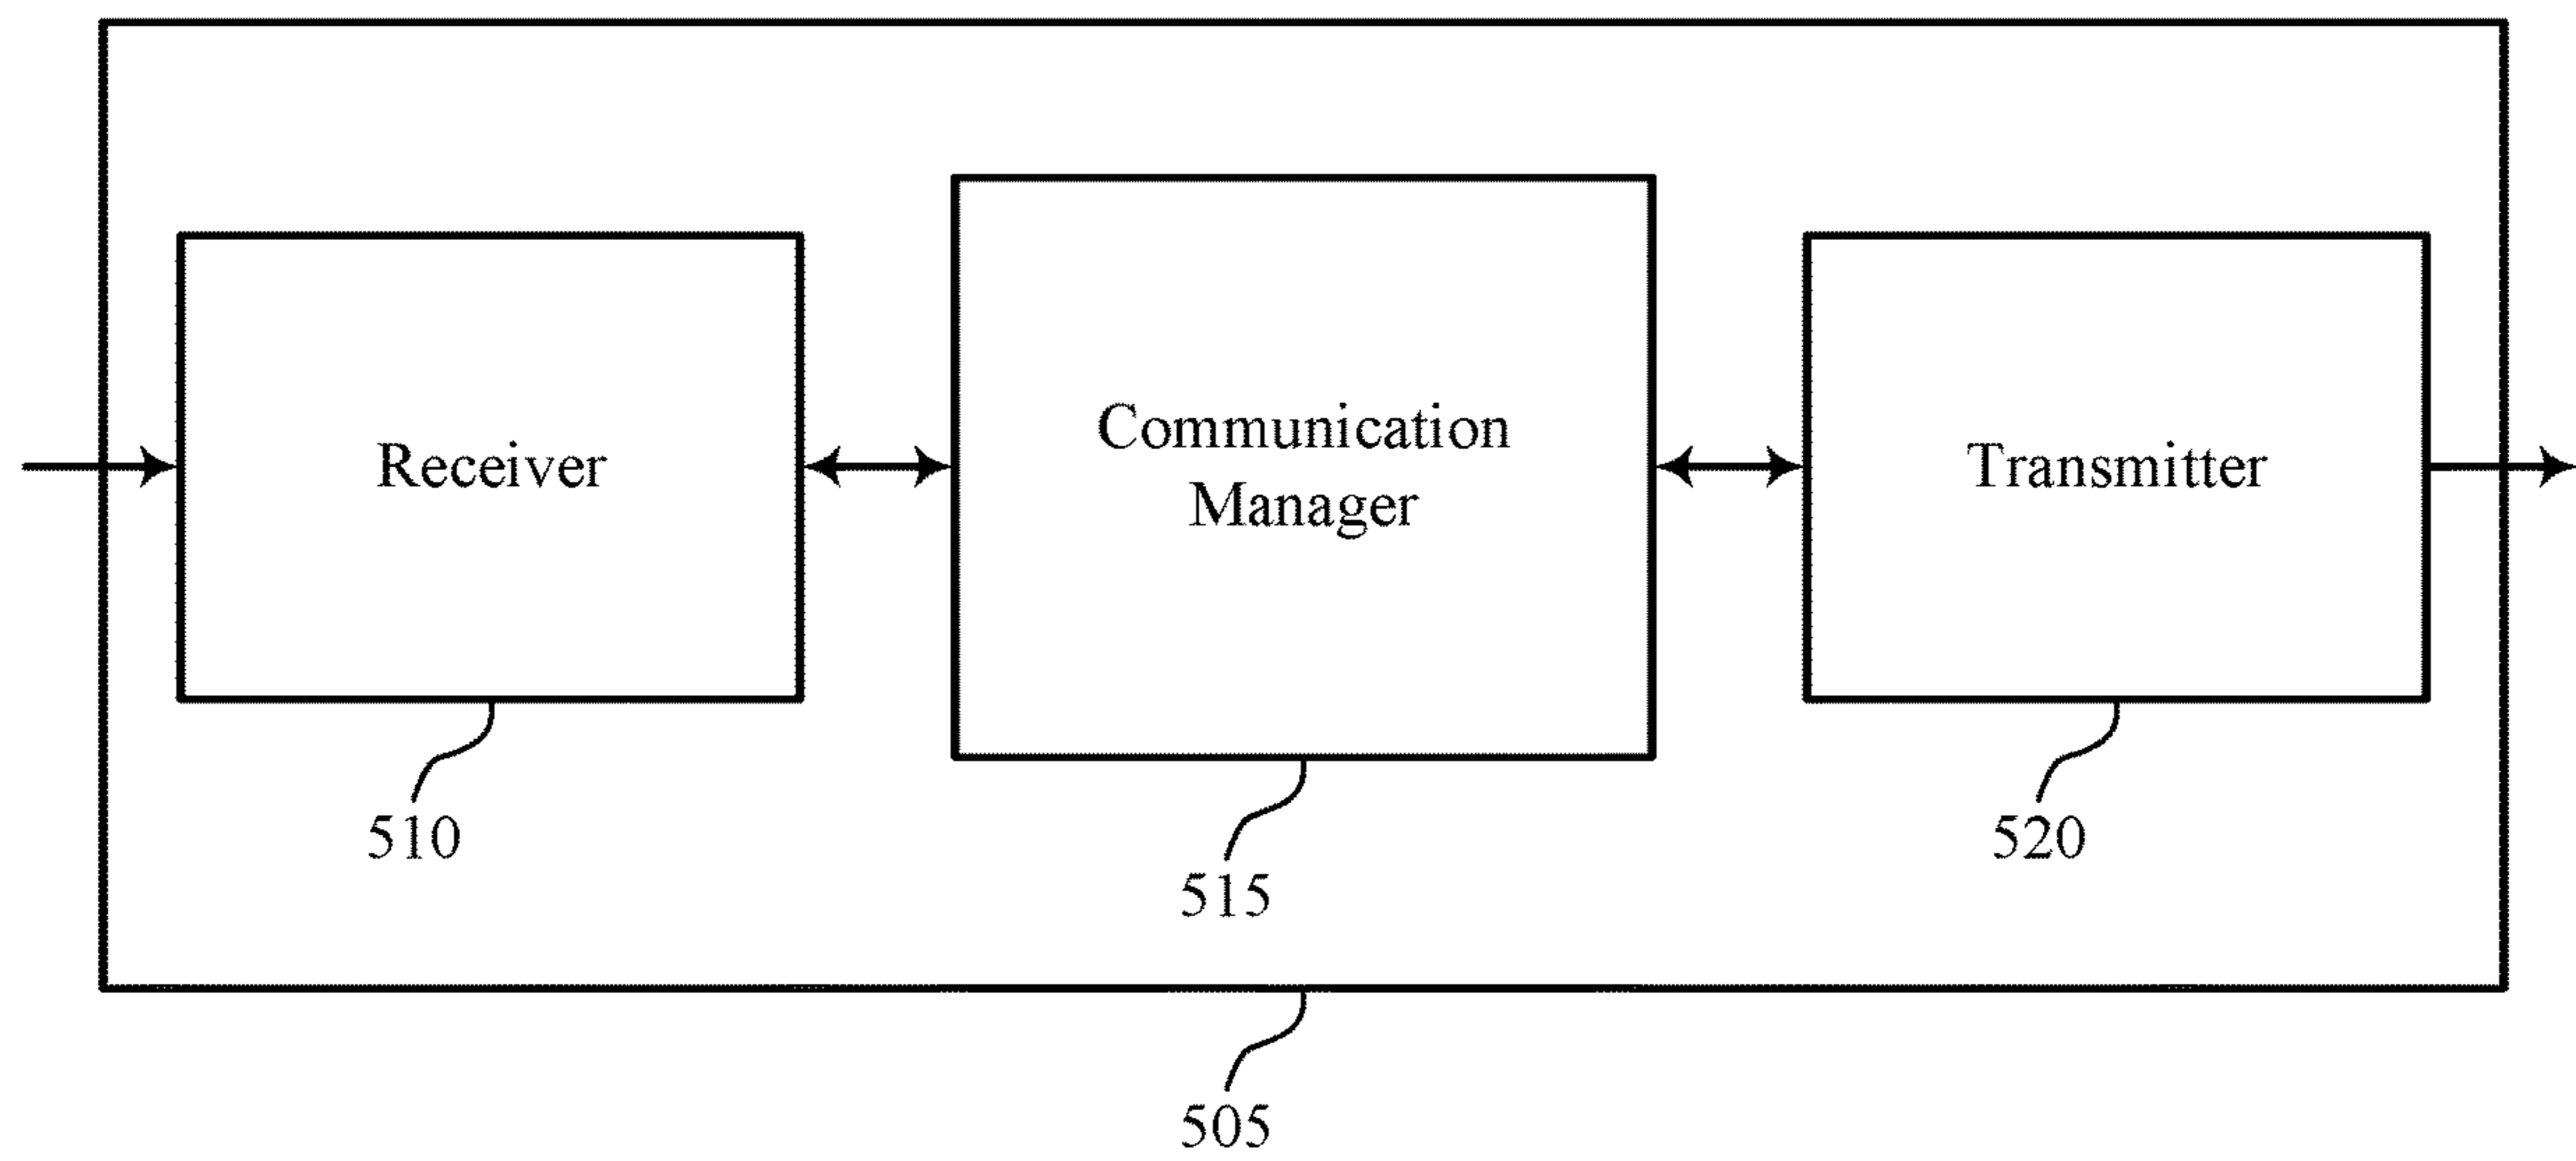 Receiver
Communication
Manager
Transmitter
510
515
520
505